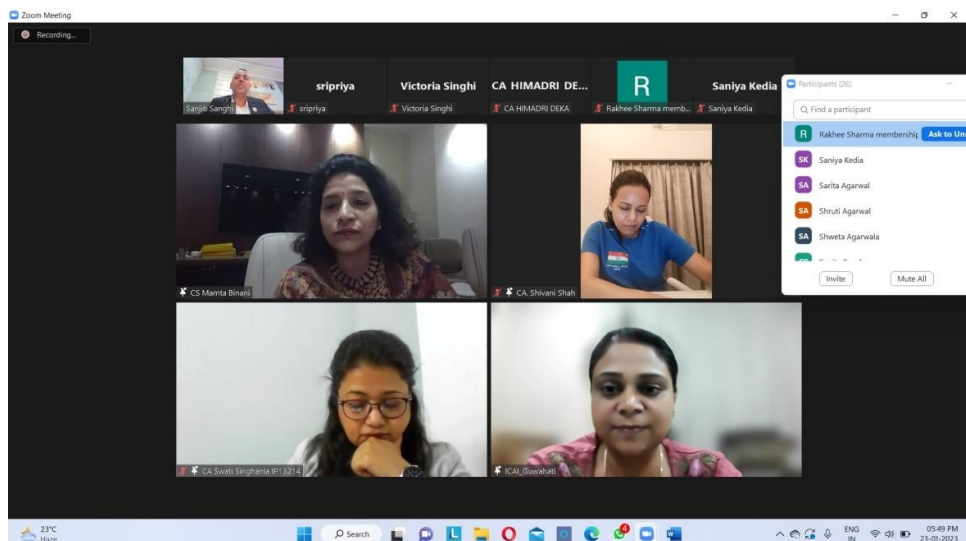 Zoom Meeting
Recording...
sripriya
Victoria Singhi
CA HIMADRI DE...
R
Saniya Kedia
Sanjib Sanghi
sripriya
Victoria Singhi
CA HIMADRI DEKA
Rakhee Sharma memb...
Saniya Kedia
CS Mamta Binani
CA. Shivani Shah
CA Swati Singhania IP13214
ICAI_Guwahati
Participants (26)
Find a participant
R Rakhee Sharma membership Ask to Un
SK Saniya Kedia
SA Sarita Agarwal
SA Shruti Agarwal
SA Shweta Agarwala
Invite Mute All
23°C
Haze
Search
4
ENG
IN
05:49 PM
23-01-2023